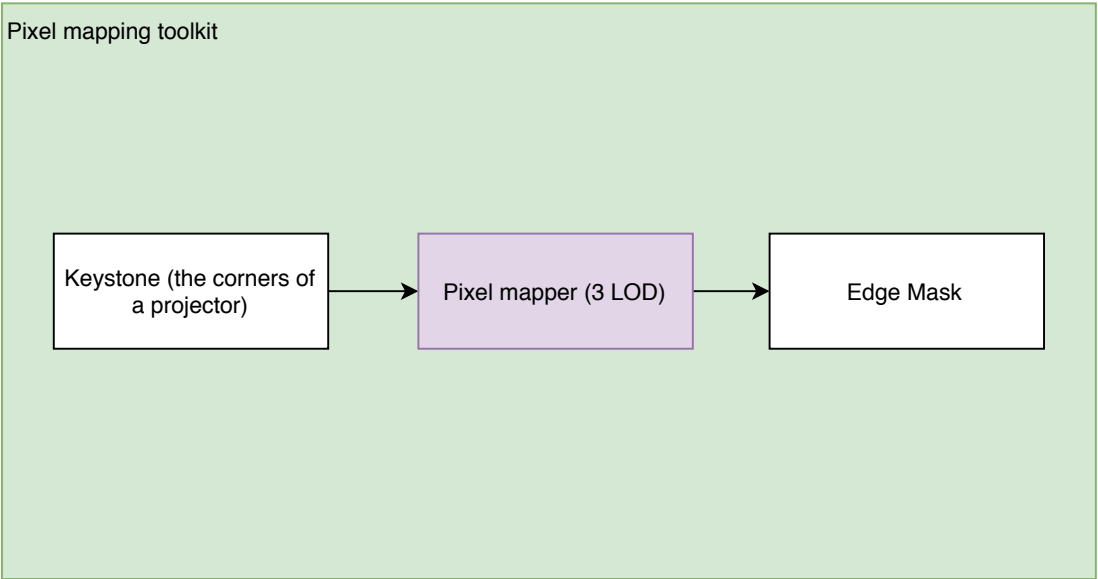 Pixel mapping toolkit
Keystone (the corners of
a projector)
Pixel mapper (3 LOD)
Edge Mask